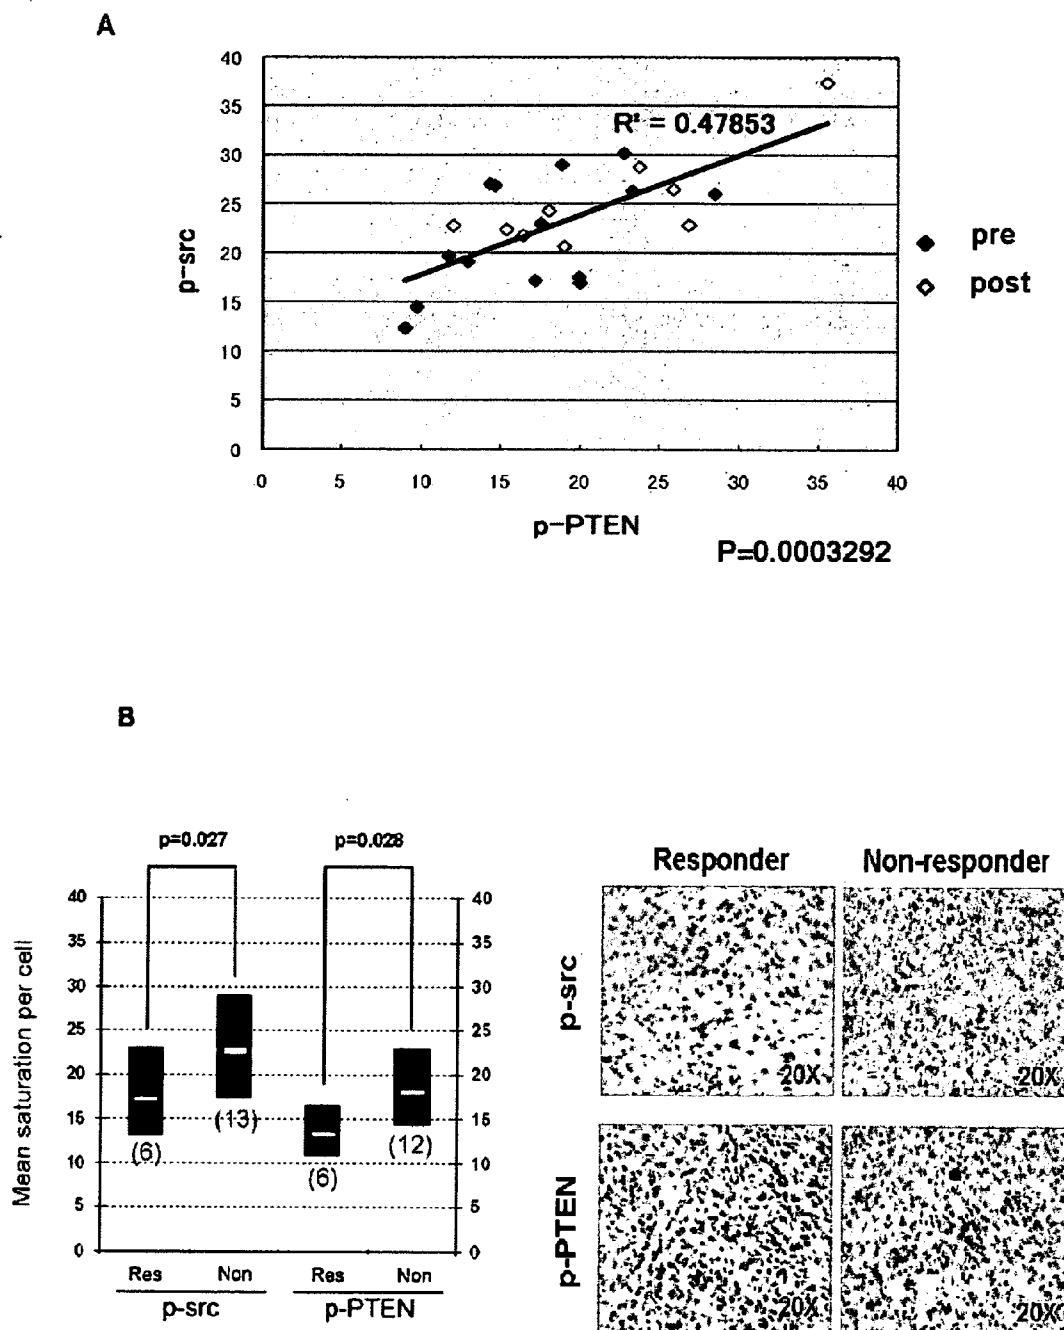 A
40
35
30
25
20
15
10
5
0
R² = 0.47853
p-src
pre
post
0 5 10 15 20 25 30 35 40
p-PTEN
P=0.0003292
B
p=0.027 p=0.028
Responder Non-responder
Mean saturation per cell
40 40
35 35
30 30
25 25
20 20
15 15
10 10
5 5
0 0
(6) (13) (6) (12)
Res Non Res Non
p-src p-PTEN
p-src
20X 20X
p-PTEN
20X 20X